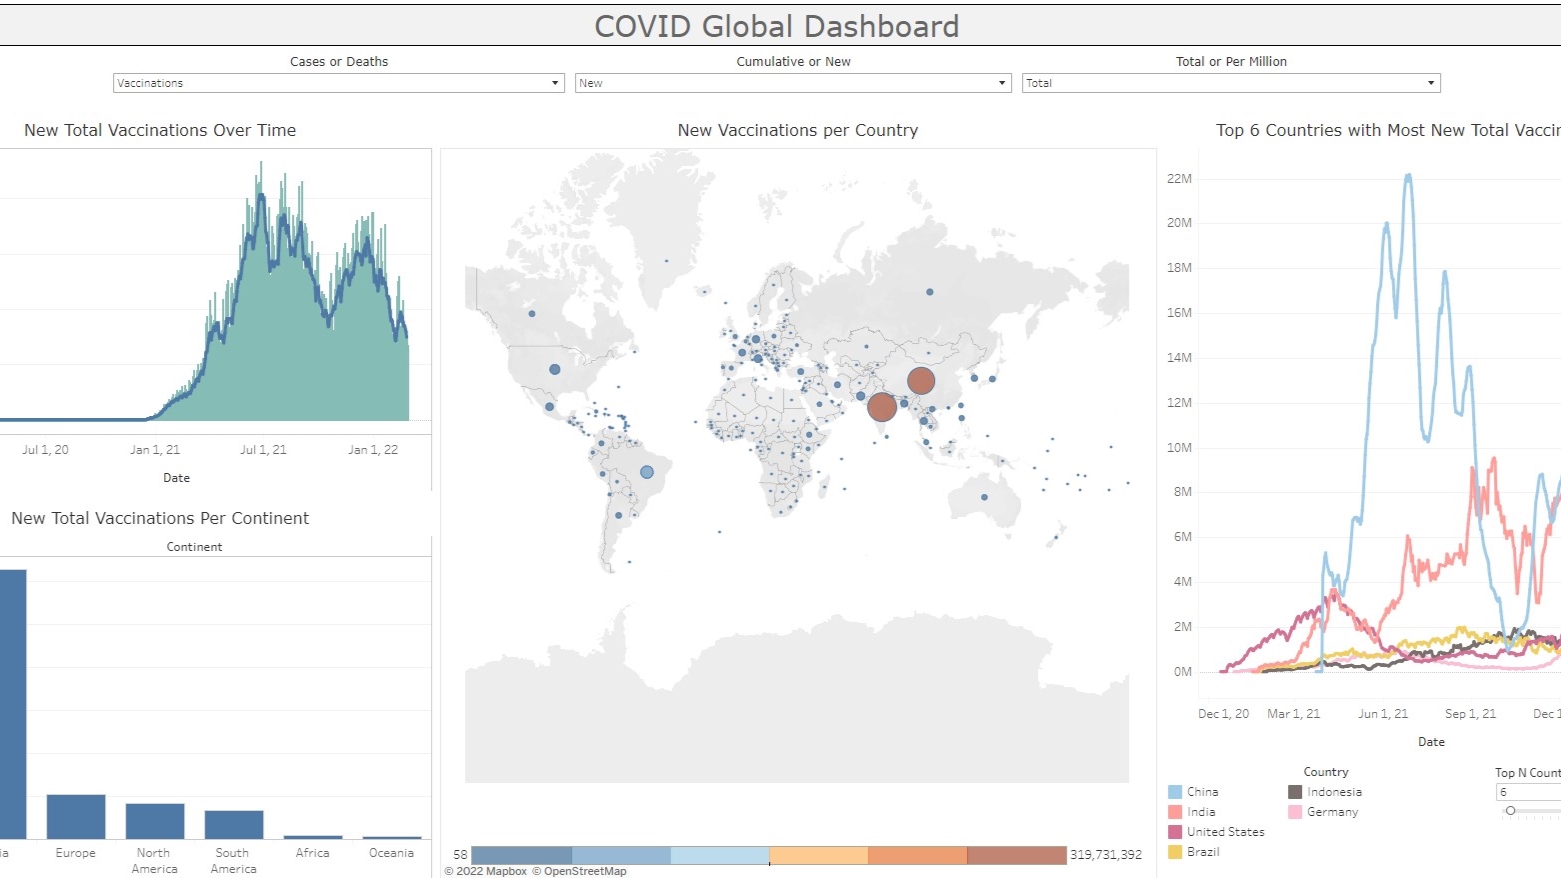 COVID Global Dashboard
Cases or Deaths
Cumulative or New
Total or Per Million
Vaccinations
New
Total
New Total Vaccinations Over Time
Jul 1, 20
Jan 1, 21
Jul 1, 21
Jan 1, 22
Date
New Total Vaccinations Per Continent
Continent
ia
Europe
North
America
South
America
Africa
Oceania
New Vaccinations per Country
58
319,731,392
© 2022 Mapbox © OpenStreetMap
Top 6 Countries with Most New Total Vaccin
22M
20M
18M
16M
14M
12M
10M
8M
6M
4M
2M
0M
Dec 1, 20
Mar 1, 21
Jun 1, 21
Sep 1, 21
Dec 1
Date
Country
China
India
United States
Brazil
Indonesia
Germany
Top N Count
6